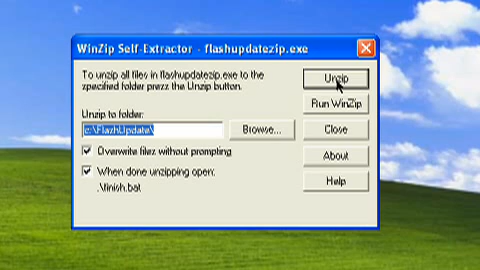 WinZip Self-Extractor - flashupdatezip.exe
To unzip all files in flashupdatezip.exe to the
specified folder press the Unzip button.
Unzip to folder:
c:\FlashUpdate\
Browse...
Overwrite files without prompting
When done unzipping open:
.\finish.bat
Unzip
Run WinZip
Close
About
Help